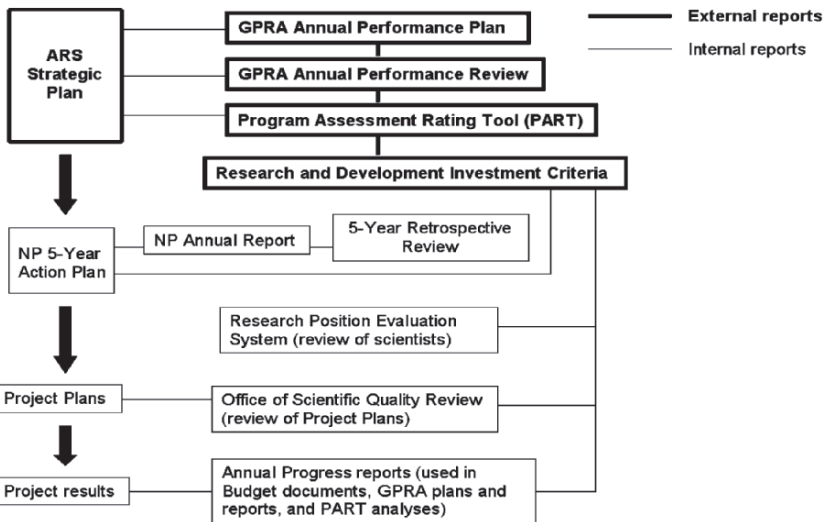 ARS
Strategic
Plan
GPRA Annual Performance Plan
GPRA Annual Performance Review
Program Assessment Rating Tool (PART)
Research and Development Investment Criteria
External reports
Internal reports
NP 5-Year
Action Plan
NP Annual Report
5-Year Retrospective
Review
Research Position Evaluation
System (review of scientists)
Project Plans
Office of Scientific Quality Review
(review of Project Plans)
Project results
Annual Progress reports (used in
Budget documents, GPRA plans and
reports, and PART analyses)